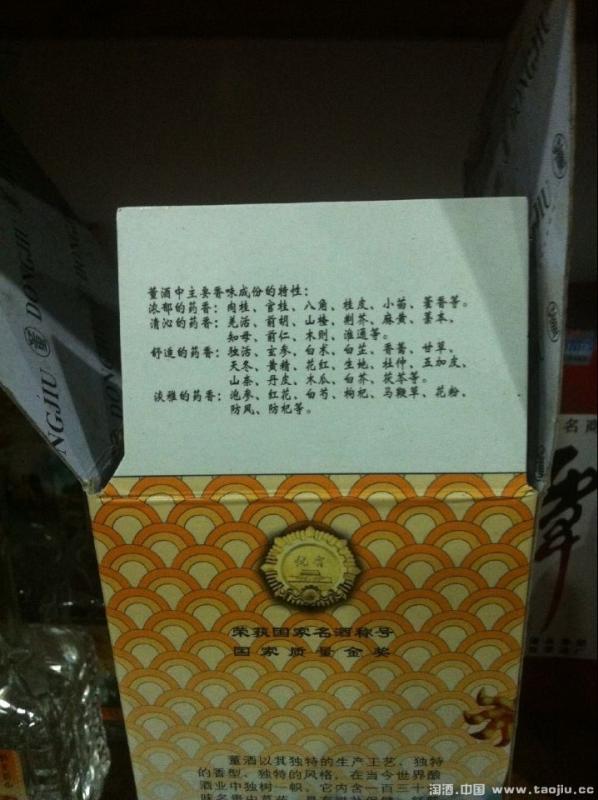 董酒中主要香味成份的特性：
浓郁的药香：肉桂、官桂、八角、桂皮、小茴、藿香等。
清沁的药香：羌活、前胡、山楂、荆芥、麻黄、藁本、
知母、前仁、木则、淮通等。
舒适的药香：独活、玄参、白术、白芷、香薷、甘草、
天冬、黄精、花红、生地、杜仲、五加皮、
山柰、丹皮、木瓜、白芥、茯苓等。
淡雅的药香：泡参、红花、白芍、枸杞、马鞭草、花粉、
防风、防杞等。
DONGJIU
NGJIU
DONGJIU
荣获国家名酒称号
国家质量金奖
董酒以其独特的生产工艺、独特
的香型、独特的风格，在当今世界酿
酒业中独树一帜，它内含一百三十
名商
淘酒.中国 www.taojiu.cc